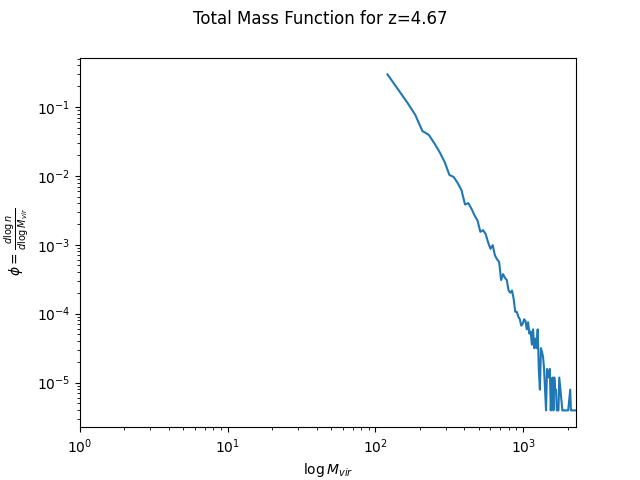 Total Mass Function for z=4.67
10⁻¹
10⁻²
10⁻³
10⁻⁴
10⁻⁵
ϕ = d log n / d log M_vir
10⁰ 10¹ 10² 10³
log M_vir